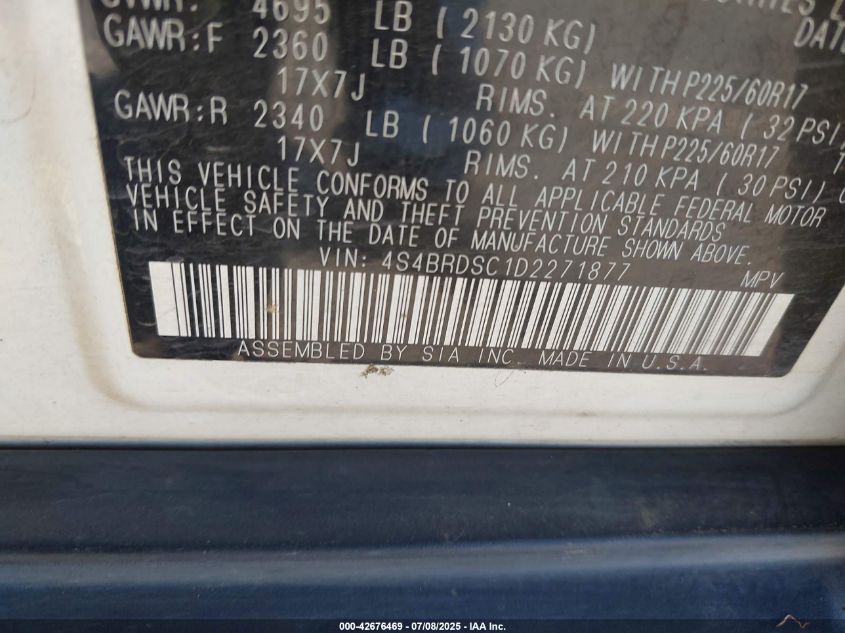 GVWR: 4695 LB ( 2130 KG)
DATE
GAWR:F 2360 LB ( 1070 KG) WITH P225/60R17
17X7J RIMS. AT 220 KPA ( 32 PSI)
GAWR:R 2340 LB ( 1060 KG) WITH P225/60R17
17X7J RIMS. AT 210 KPA ( 30 PSI)
THIS VEHICLE CONFORMS TO ALL APPLICABLE FEDERAL MOTOR
VEHICLE SAFETY AND THEFT PREVENTION STANDARDS
IN EFFECT ON THE DATE OF MANUFACTURE SHOWN ABOVE.
VIN: 4S4BRDSC1D2271877 MPV
ASSEMBLED BY SIA INC. MADE IN U.S.A.
000-42676469 - 07/08/2025 - IAA Inc.